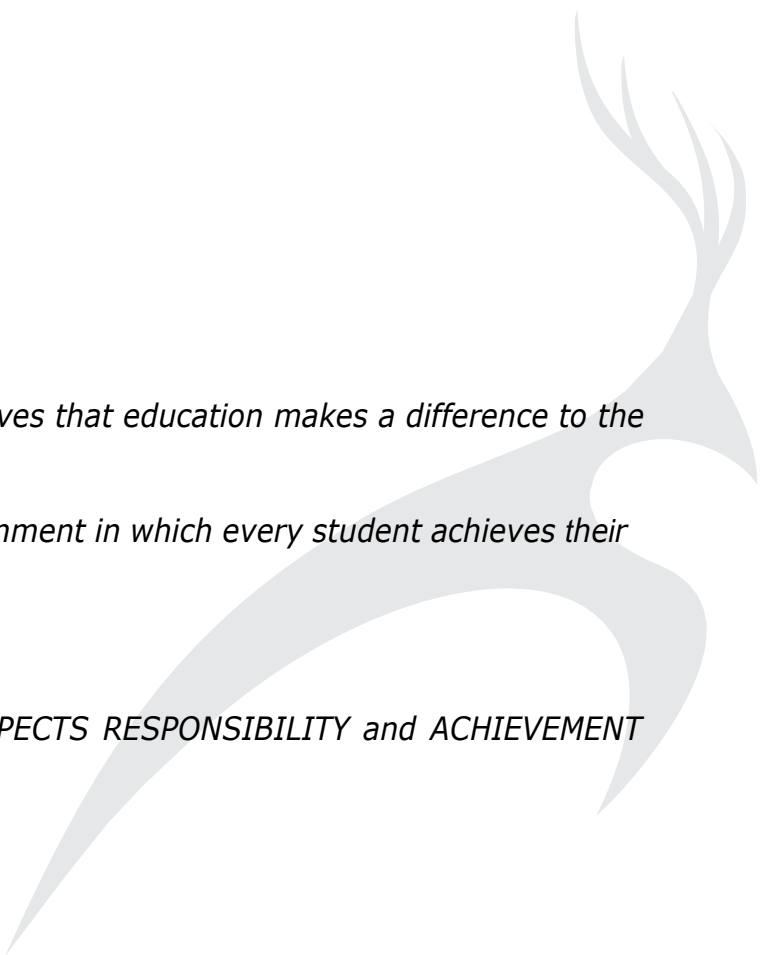 ves that education makes a difference to the
nment in which every student achieves their
PECTS RESPONSIBILITY and ACHIEVEMENT